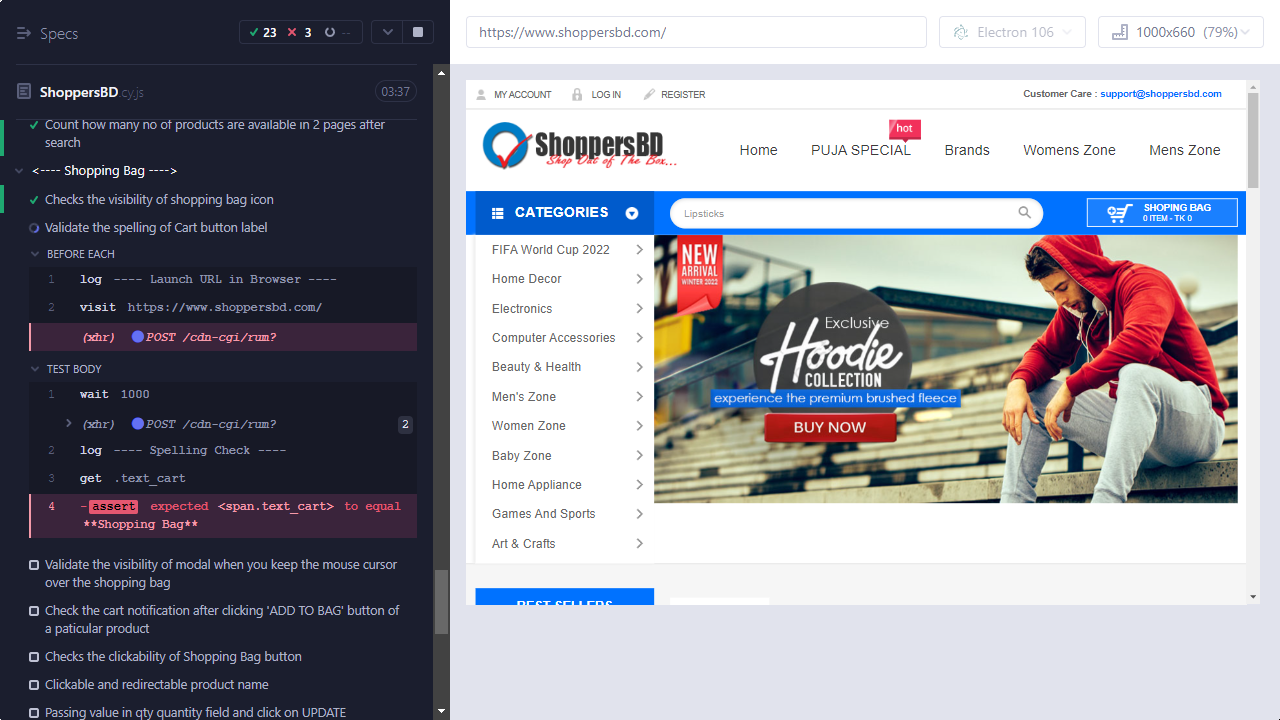 Specs
23 3 --
ShoppersBD cy.js
03:37
Count how many no of products are available in 2 pages after
search
<---- Shopping Bag ---->
Checks the visibility of shopping bag icon
Validate the spelling of Cart button label
BEFORE EACH
1 log ---- Launch URL in Browser ----
2 visit https://www.shoppersbd.com/
(xhr) POST /cdn-cgi/rum?
TEST BODY
1 wait 1000
(xhr) POST /cdn-cgi/rum? 2
2 log ---- Spelling Check ----
3 get .text_cart
4 -assert expected <span.text_cart> to equal
**Shopping Bag**
Validate the visibility of modal when you keep the mouse cursor
over the shopping bag
Check the cart notification after clicking 'ADD TO BAG' button of
a paticular product
Checks the clickability of Shopping Bag button
Clickable and redirectable product name
Passing value in qty quantity field and click on UPDATE
https://www.shoppersbd.com/
Electron 106
1000x660 (79%)
MY ACCOUNT LOG IN REGISTER
Customer Care : support@shoppersbd.com
ShoppersBD
Shop Out of The Box...
hot
Home PUJA SPECIAL Brands Womens Zone Mens Zone
CATEGORIES
Lipsticks
SHOPING BAG
0 ITEM - TK 0
FIFA World Cup 2022
Home Decor
Electronics
Computer Accessories
Beauty & Health
Men's Zone
Women Zone
Baby Zone
Home Appliance
Games And Sports
Art & Crafts
NEW
ARRIVAL
WINTER 2022
Exclusive
Hoodie
COLLECTION
experience the premium brushed fleece
BUY NOW
BEST SELLERS